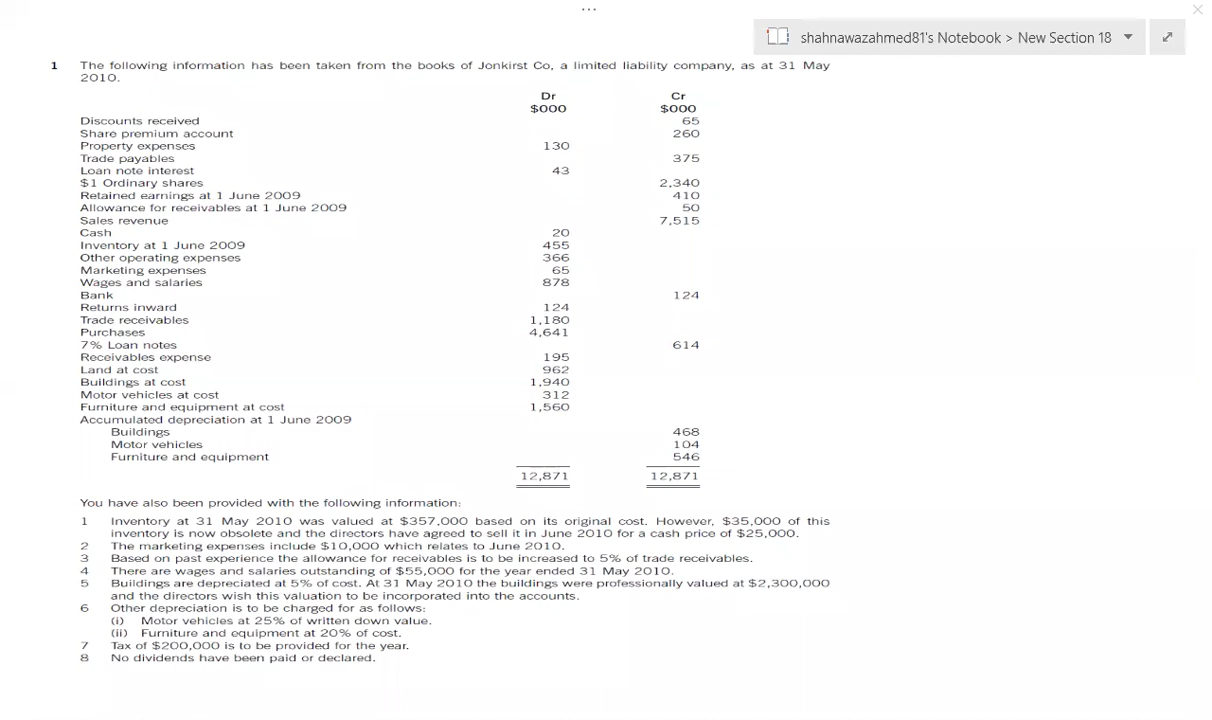 ...
shahnawazahmed81's Notebook > New Section 18
1 The following information has been taken from the books of Jonkirst Co, a limited liability company, as at 31 May
2010.
Dr Cr
$000 $000
Discounts received 65
Share premium account 260
Property expenses 130
Trade payables 375
Loan note interest 43
$1 Ordinary shares 2,340
Retained earnings at 1 June 2009 410
Allowance for receivables at 1 June 2009 50
Sales revenue 7,515
Cash 20
Inventory at 1 June 2009 455
Other operating expenses 366
Marketing expenses 65
Wages and salaries 878
Bank 124
Returns inward 124
Trade receivables 1,180
Purchases 4,641
7% Loan notes 614
Receivables expense 195
Land at cost 962
Buildings at cost 1,940
Motor vehicles at cost 312
Furniture and equipment at cost 1,560
Accumulated depreciation at 1 June 2009
Buildings 468
Motor vehicles 104
Furniture and equipment 546
12,871 12,871
You have also been provided with the following information:
1 Inventory at 31 May 2010 was valued at $357,000 based on its original cost. However, $35,000 of this
inventory is now obsolete and the directors have agreed to sell it in June 2010 for a cash price of $25,000.
2 The marketing expenses include $10,000 which relates to June 2010.
3 Based on past experience the allowance for receivables is to be increased to 5% of trade receivables.
4 There are wages and salaries outstanding of $55,000 for the year ended 31 May 2010.
5 Buildings are depreciated at 5% of cost. At 31 May 2010 the buildings were professionally valued at $2,300,000
and the directors wish this valuation to be incorporated into the accounts.
6 Other depreciation is to be charged for as follows:
(i) Motor vehicles at 25% of written down value.
(ii) Furniture and equipment at 20% of cost.
7 Tax of $200,000 is to be provided for the year.
8 No dividends have been paid or declared.